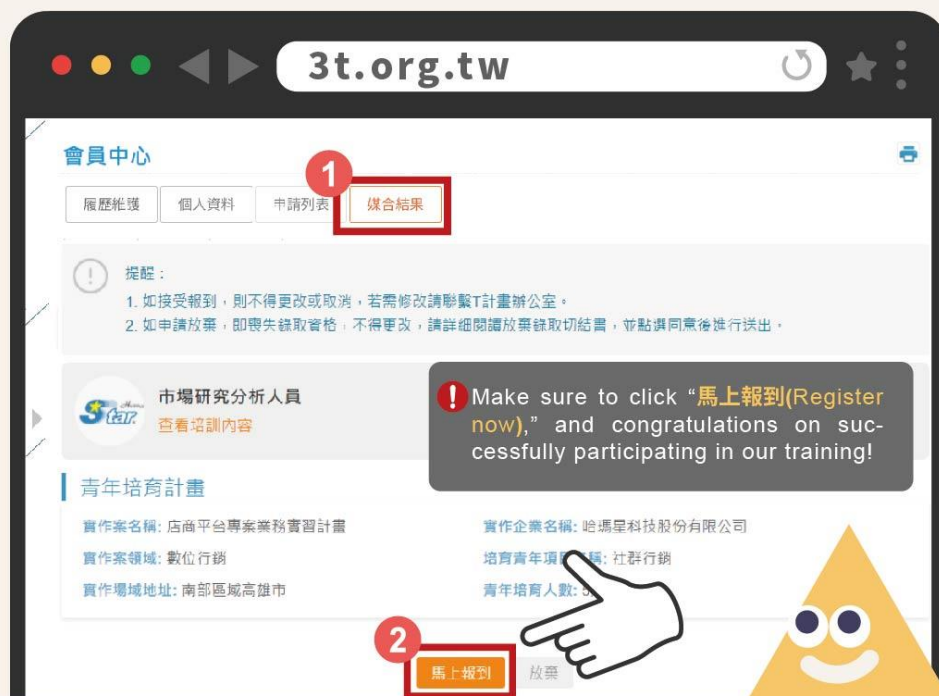 3t.org.tw
會員中心
1
履歷維護 個人資料 申請列表 媒合結果
提醒：
1. 如接受報到，則不得更改或取消，若需修改請聯繫T計畫辦公室。
2. 如申請放棄，即喪失錄取資格，不得更改，請詳細閱讀放棄錄取切結書，並點選同意後進行送出。
Star
市場研究分析人員
查看培訓內容
Make sure to click “馬上報到(Register
now),” and congratulations on suc-
cessfully participating in our training!
青年培育計畫
實作案名稱: 店商平台專案業務實習計畫 實作企業名稱: 哈瑪星科技股份有限公司
實作案領域: 數位行銷 培育青年項 稱: 社群行銷
實作場域地址: 南部區域高雄市 青年培育人數:
2
馬上報到 放棄